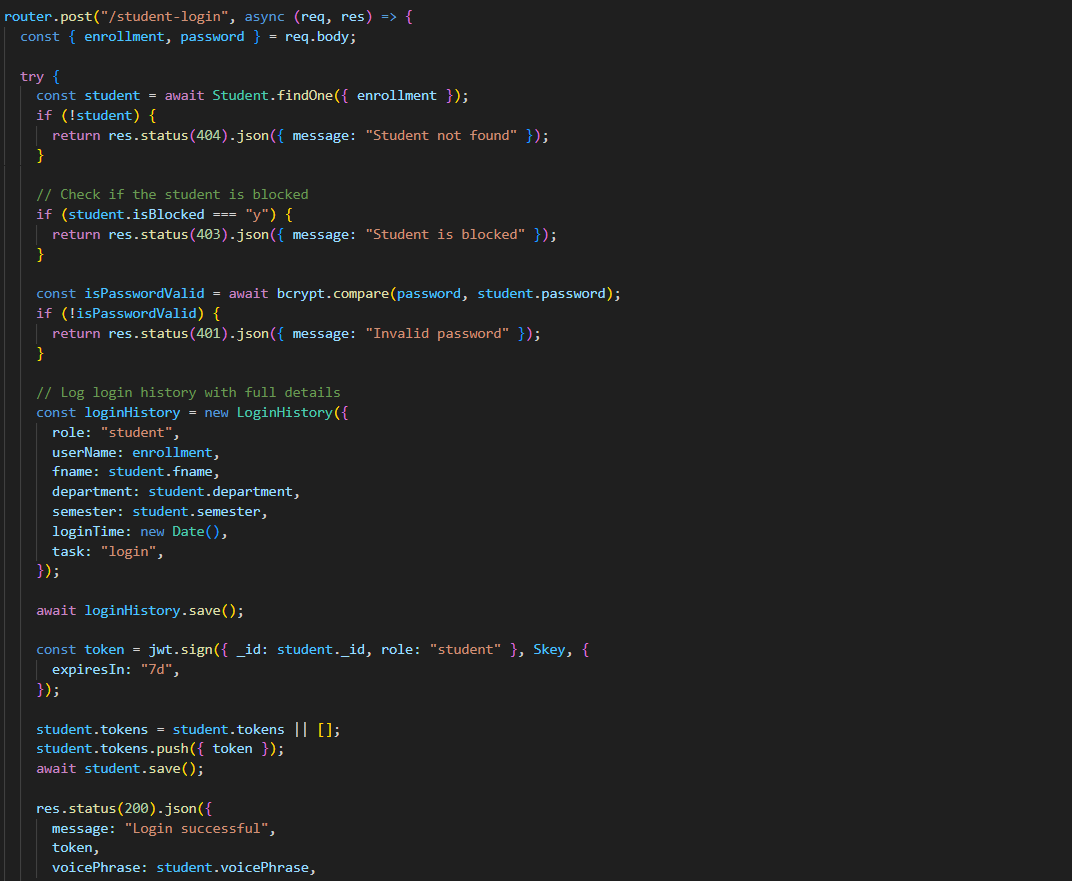 router.post("/student-login", async (req, res) => {
const { enrollment, password } = req.body;
try {
const student = await Student.findOne({ enrollment });
if (!student) {
return res.status(404).json({ message: "Student not found" });
}
// Check if the student is blocked
if (student.isBlocked === "y") {
return res.status(403).json({ message: "Student is blocked" });
}
const isPasswordValid = await bcrypt.compare(password, student.password);
if (!isPasswordValid) {
return res.status(401).json({ message: "Invalid password" });
}
// Log login history with full details
const loginHistory = new LoginHistory({
role: "student",
userName: enrollment,
fname: student.fname,
department: student.department,
semester: student.semester,
loginTime: new Date(),
task: "login",
});
await loginHistory.save();
const token = jwt.sign({ _id: student._id, role: "student" }, Skey, {
expiresIn: "7d",
});
student.tokens = student.tokens || [];
student.tokens.push({ token });
await student.save();
res.status(200).json({
message: "Login successful",
token,
voicePhrase: student.voicePhrase,